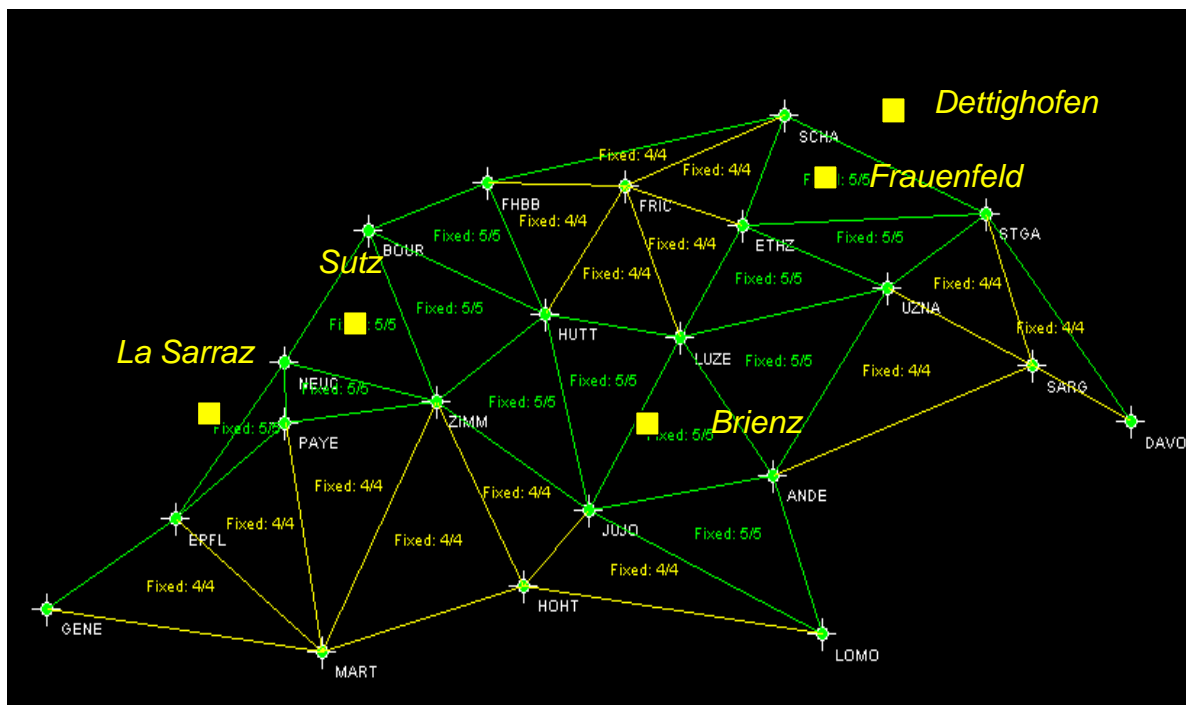 Dettighofen
SCHA
Fixed: 4/4
Fixed: 4/4
Frauenfeld
FHBB
FRIC
Fixed: 4/4
STGA
BOUR
Fixed: 5/5
ETHZ
Fixed: 5/5
Fixed: 4/4
Sutz
Fixed: 5/5
Fixed: 5/5
Fixed: 4/4
UZNA
HUTT
Fixed: 4/4
La Sarraz
LUZE
Fixed: 5/5
NEUC
Fixed: 5/5
Fixed: 5/5
Fixed: 4/4
SARG
Fixed: 5/5
ZIMM
Brienz
Fixed: 5/5
PAYE
DAVO
Fixed: 4/4
Fixed: 4/4
ANDE
Fixed: 4/4
EPFL
JUJO
Fixed: 5/5
Fixed: 4/4
Fixed: 4/4
Fixed: 4/4
HOHT
GENE
LOMO
MART